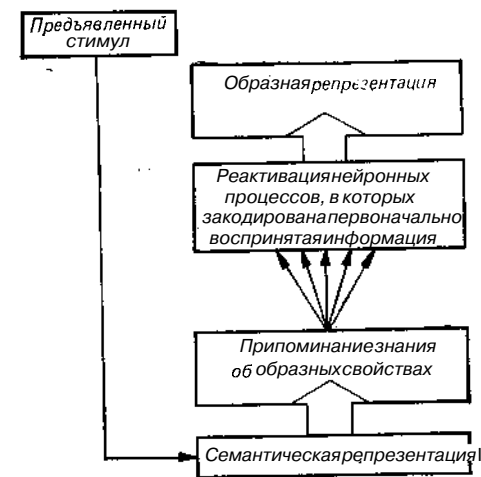 Предъявленный
стимул
Образная репрезентация
Реактивация нейронных
процессов, в которых
закодирована первоначально
воспринятая информация
Припоминание знания
об образных свойствах
Семантическая репрезентация